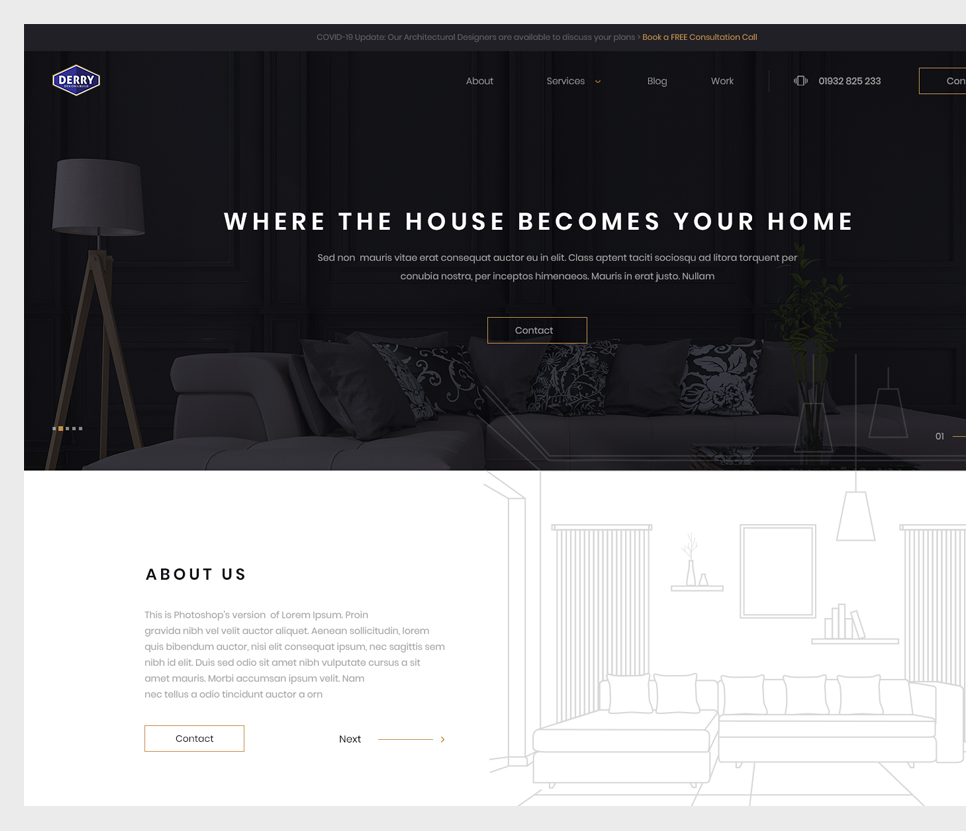 COVID-19 Update: Our Architectural Designers are available to discuss your plans > Book a FREE Consultation Call
DERRY
About
Services
Blog
Work
01932 825 233
Con
WHERE THE HOUSE BECOMES YOUR HOME
Sed non mauris vitae erat consequat auctor eu in elit. Class aptent taciti sociosqu ad litora torquent per
conubia nostra, per inceptos himenaeos. Mauris in erat justo. Nullam
Contact
01
ABOUT US
This is Photoshop's version of Lorem Ipsum. Proin
gravida nibh vel velit auctor aliquet. Aenean sollicitudin, lorem
quis bibendum auctor, nisi elit consequat ipsum, nec sagittis sem
nibh id elit. Duis sed odio sit amet nibh vulputate cursus a sit
amet mauris. Morbi accumsan ipsum velit. Nam
nec tellus a odio tincidunt auctor a orn
Contact
Next